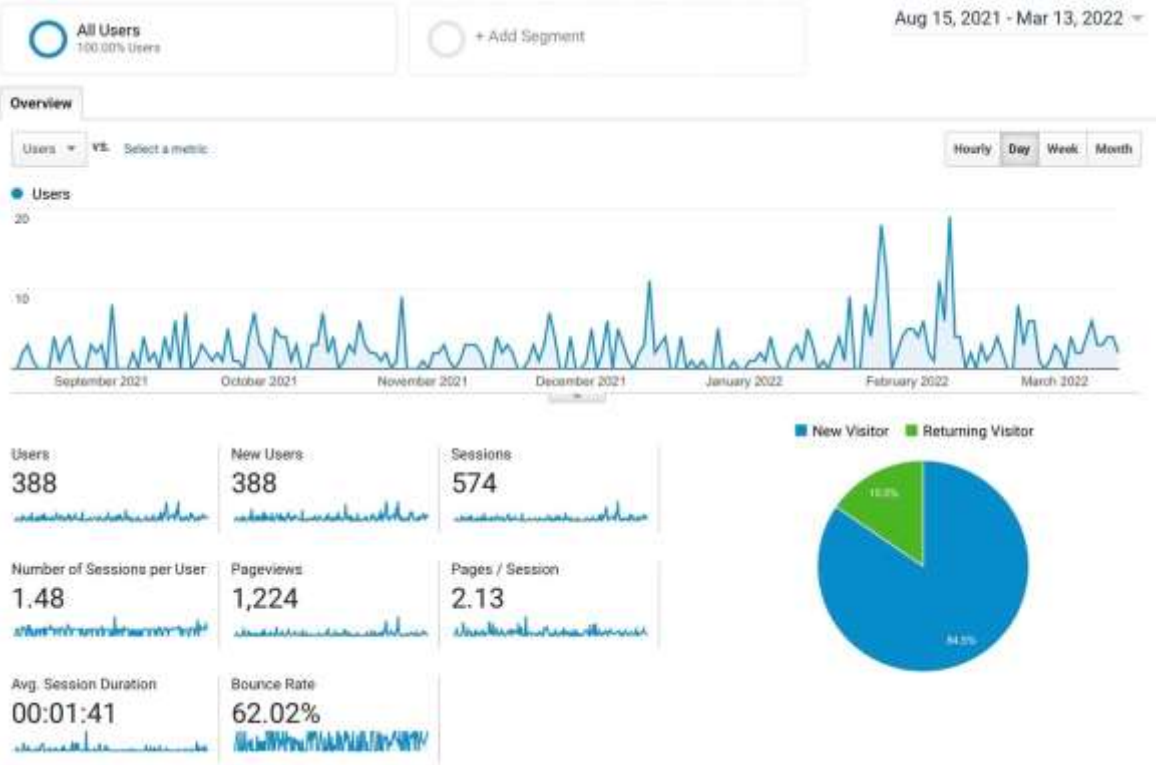 All Users
100.00% Users
+ Add Segment
Aug 15, 2021 - Mar 13, 2022
Overview
Users
VS.
Select a metric
Hourly
Day
Week
Month
Users
20
10
September 2021
October 2021
November 2021
December 2021
January 2022
February 2022
March 2022
New Visitor
Returning Visitor
Users
388
New Users
388
Sessions
574
Number of Sessions per User
1.48
Pageviews
1,224
Pages / Session
2.13
Avg. Session Duration
00:01:41
Bounce Rate
62.02%
84.5%